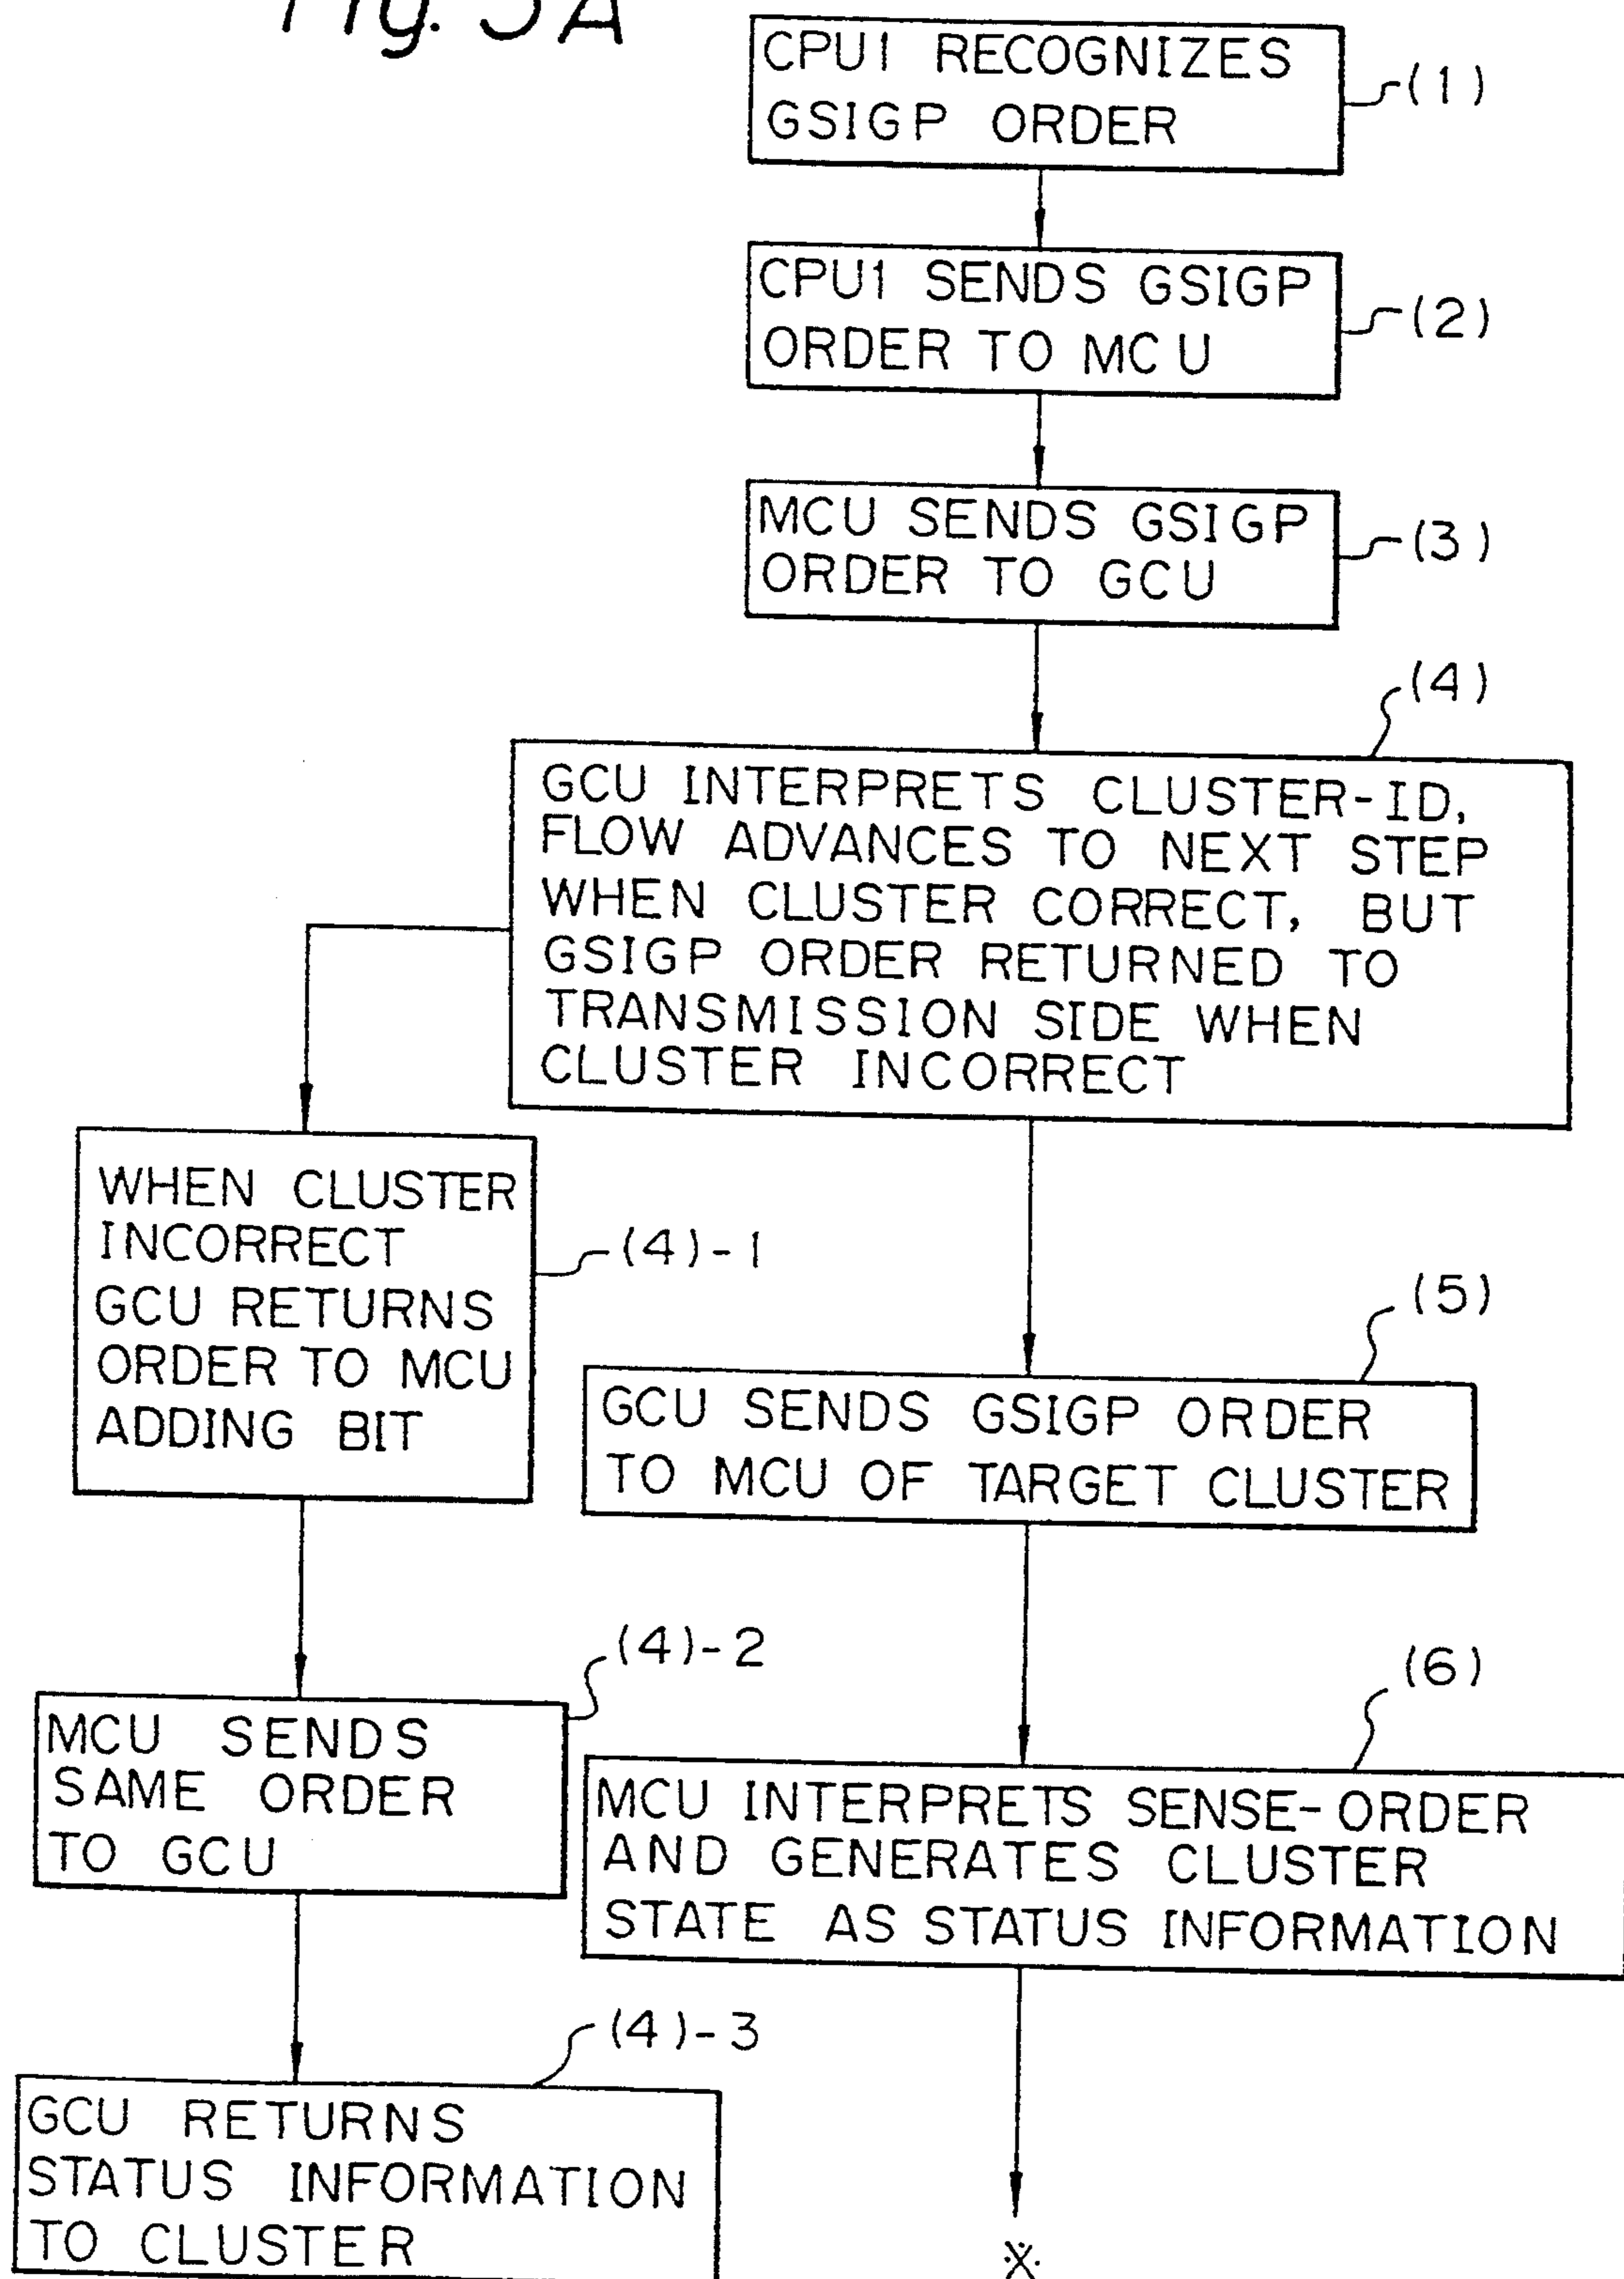 Fig. 5A
CPU1 RECOGNIZES
GSIGP ORDER
(1)
CPU1 SENDS GSIGP
ORDER TO MCU
(2)
MCU SENDS GSIGP
ORDER TO GCU
(3)
(4)
GCU INTERPRETS CLUSTER-ID,
FLOW ADVANCES TO NEXT STEP
WHEN CLUSTER CORRECT, BUT
GSIGP ORDER RETURNED TO
TRANSMISSION SIDE WHEN
CLUSTER INCORRECT
WHEN CLUSTER
INCORRECT
GCU RETURNS
ORDER TO MCU
ADDING BIT
(4)-1
(5)
GCU SENDS GSIGP ORDER
TO MCU OF TARGET CLUSTER
(4)-2
MCU SENDS
SAME ORDER
TO GCU
(6)
MCU INTERPRETS SENSE-ORDER
AND GENERATES CLUSTER
STATE AS STATUS INFORMATION
(4)-3
GCU RETURNS
STATUS INFORMATION
TO CLUSTER
※